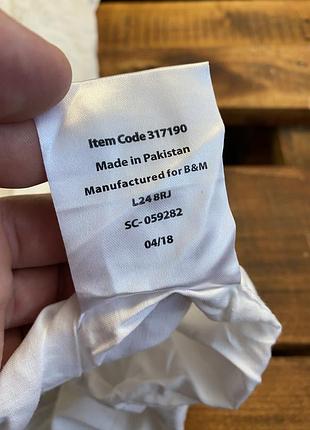 Item Code 317190
Made in Pakistan
Manufactured for B&M
L24 8RJ
SC- 059282
04/18